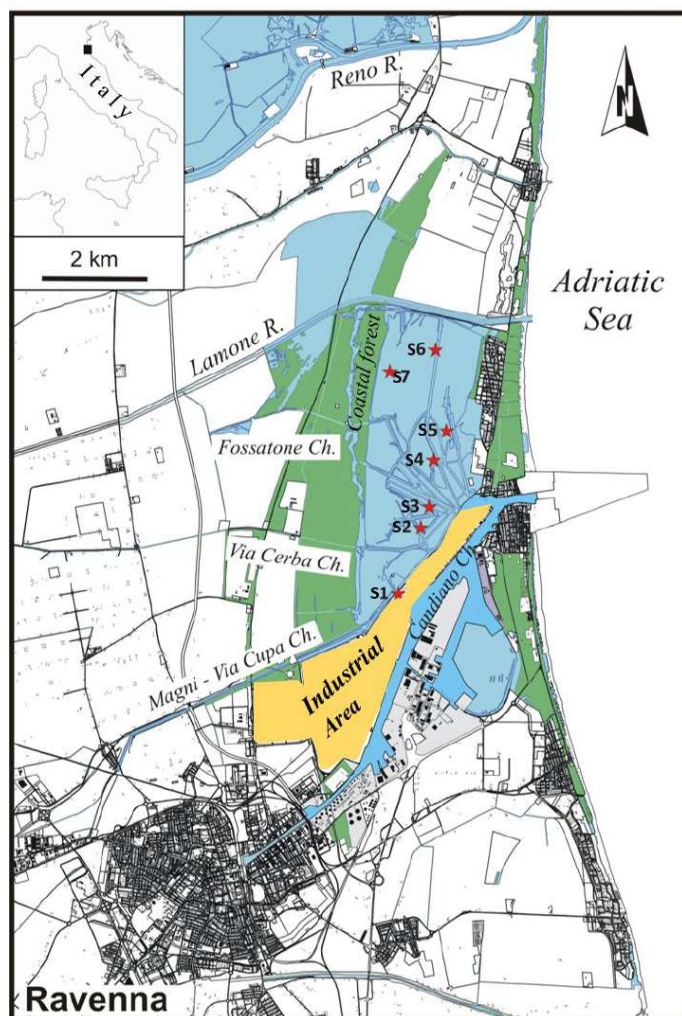 Italy
2 km
Reno R.
N
Adriatic
Sea
Lamone R.
Coastal forest
S6
S7
Fossatone Ch.
S5
S4
S3
S2
Via Cerba Ch.
S1
Candiano Ch.
Magni - Via Cupa Ch.
Industrial
Area
Ravenna